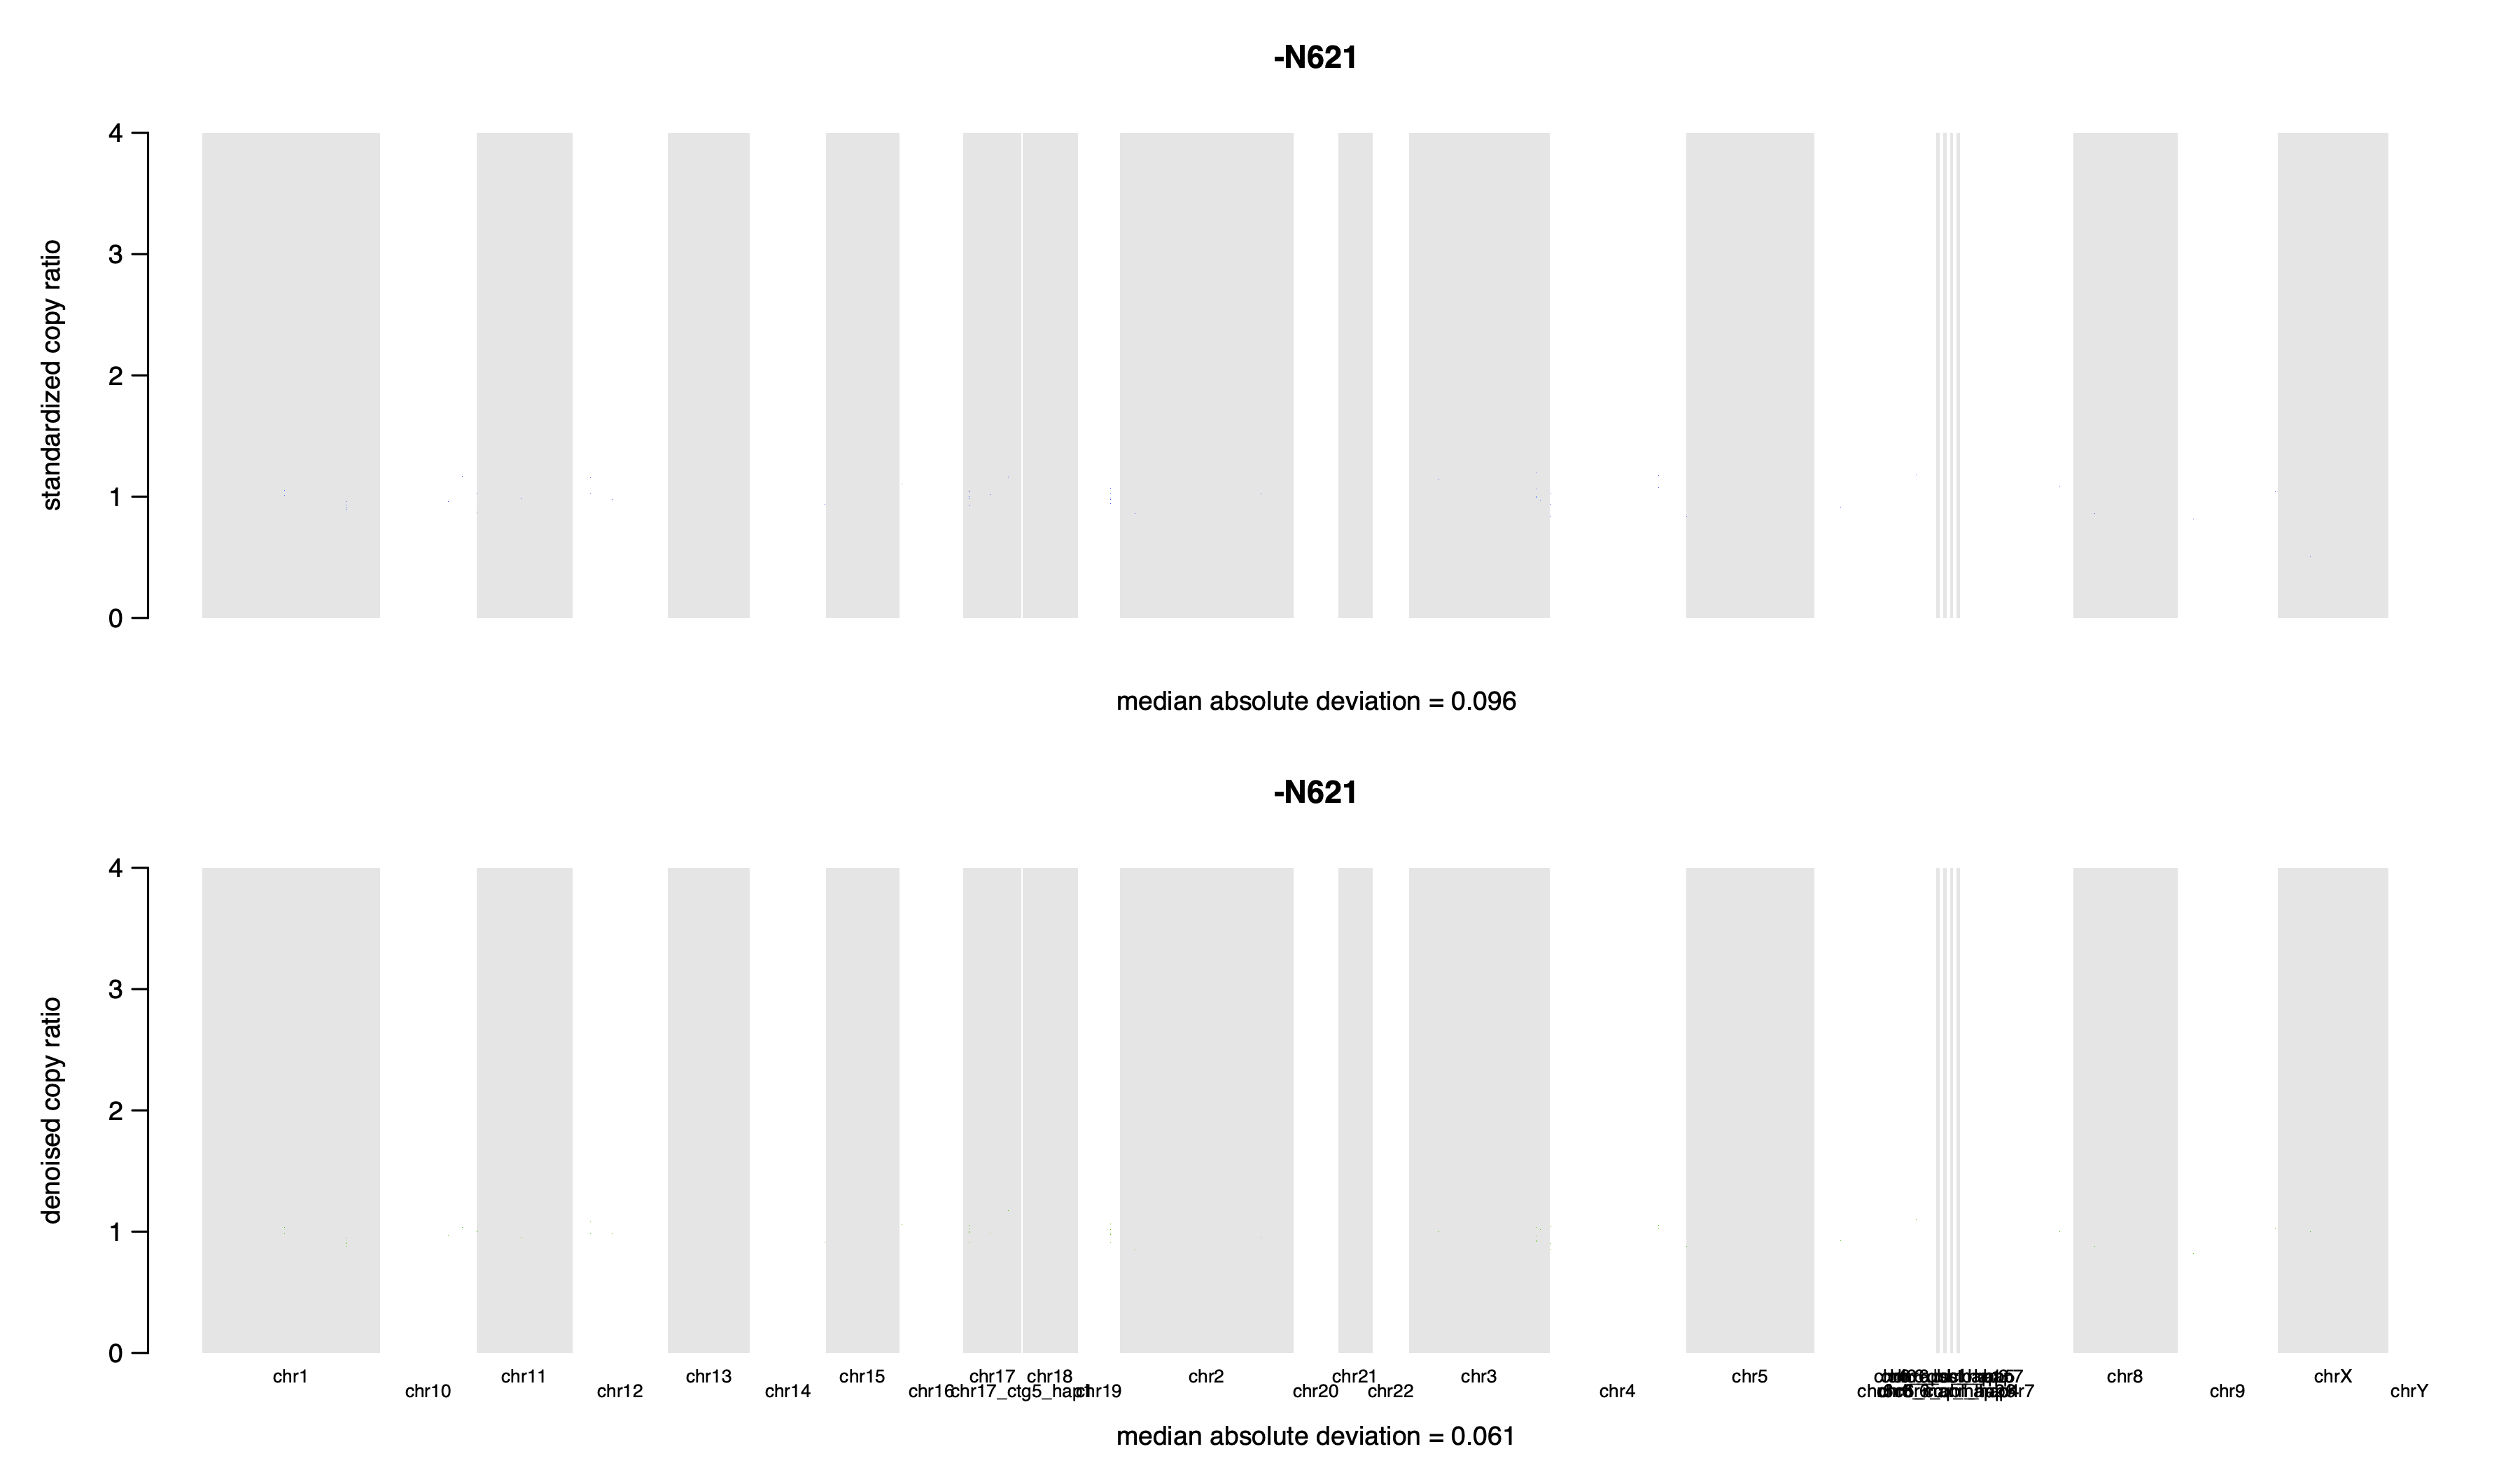 -N621
4
3
2
1
0
standardized copy ratio
median absolute deviation = 0.096
-N621
4
3
2
1
0
denoised copy ratio
chr1 chr11 chr13 chr15 chr17 chr18 chr2 chr21 chr3 chr5 chr8 chrX
chr10 chr12 chr14 chr16 chr17_ctg5_hap1 chr19 chr20 chr22 chr4 chr9 chrY
median absolute deviation = 0.061